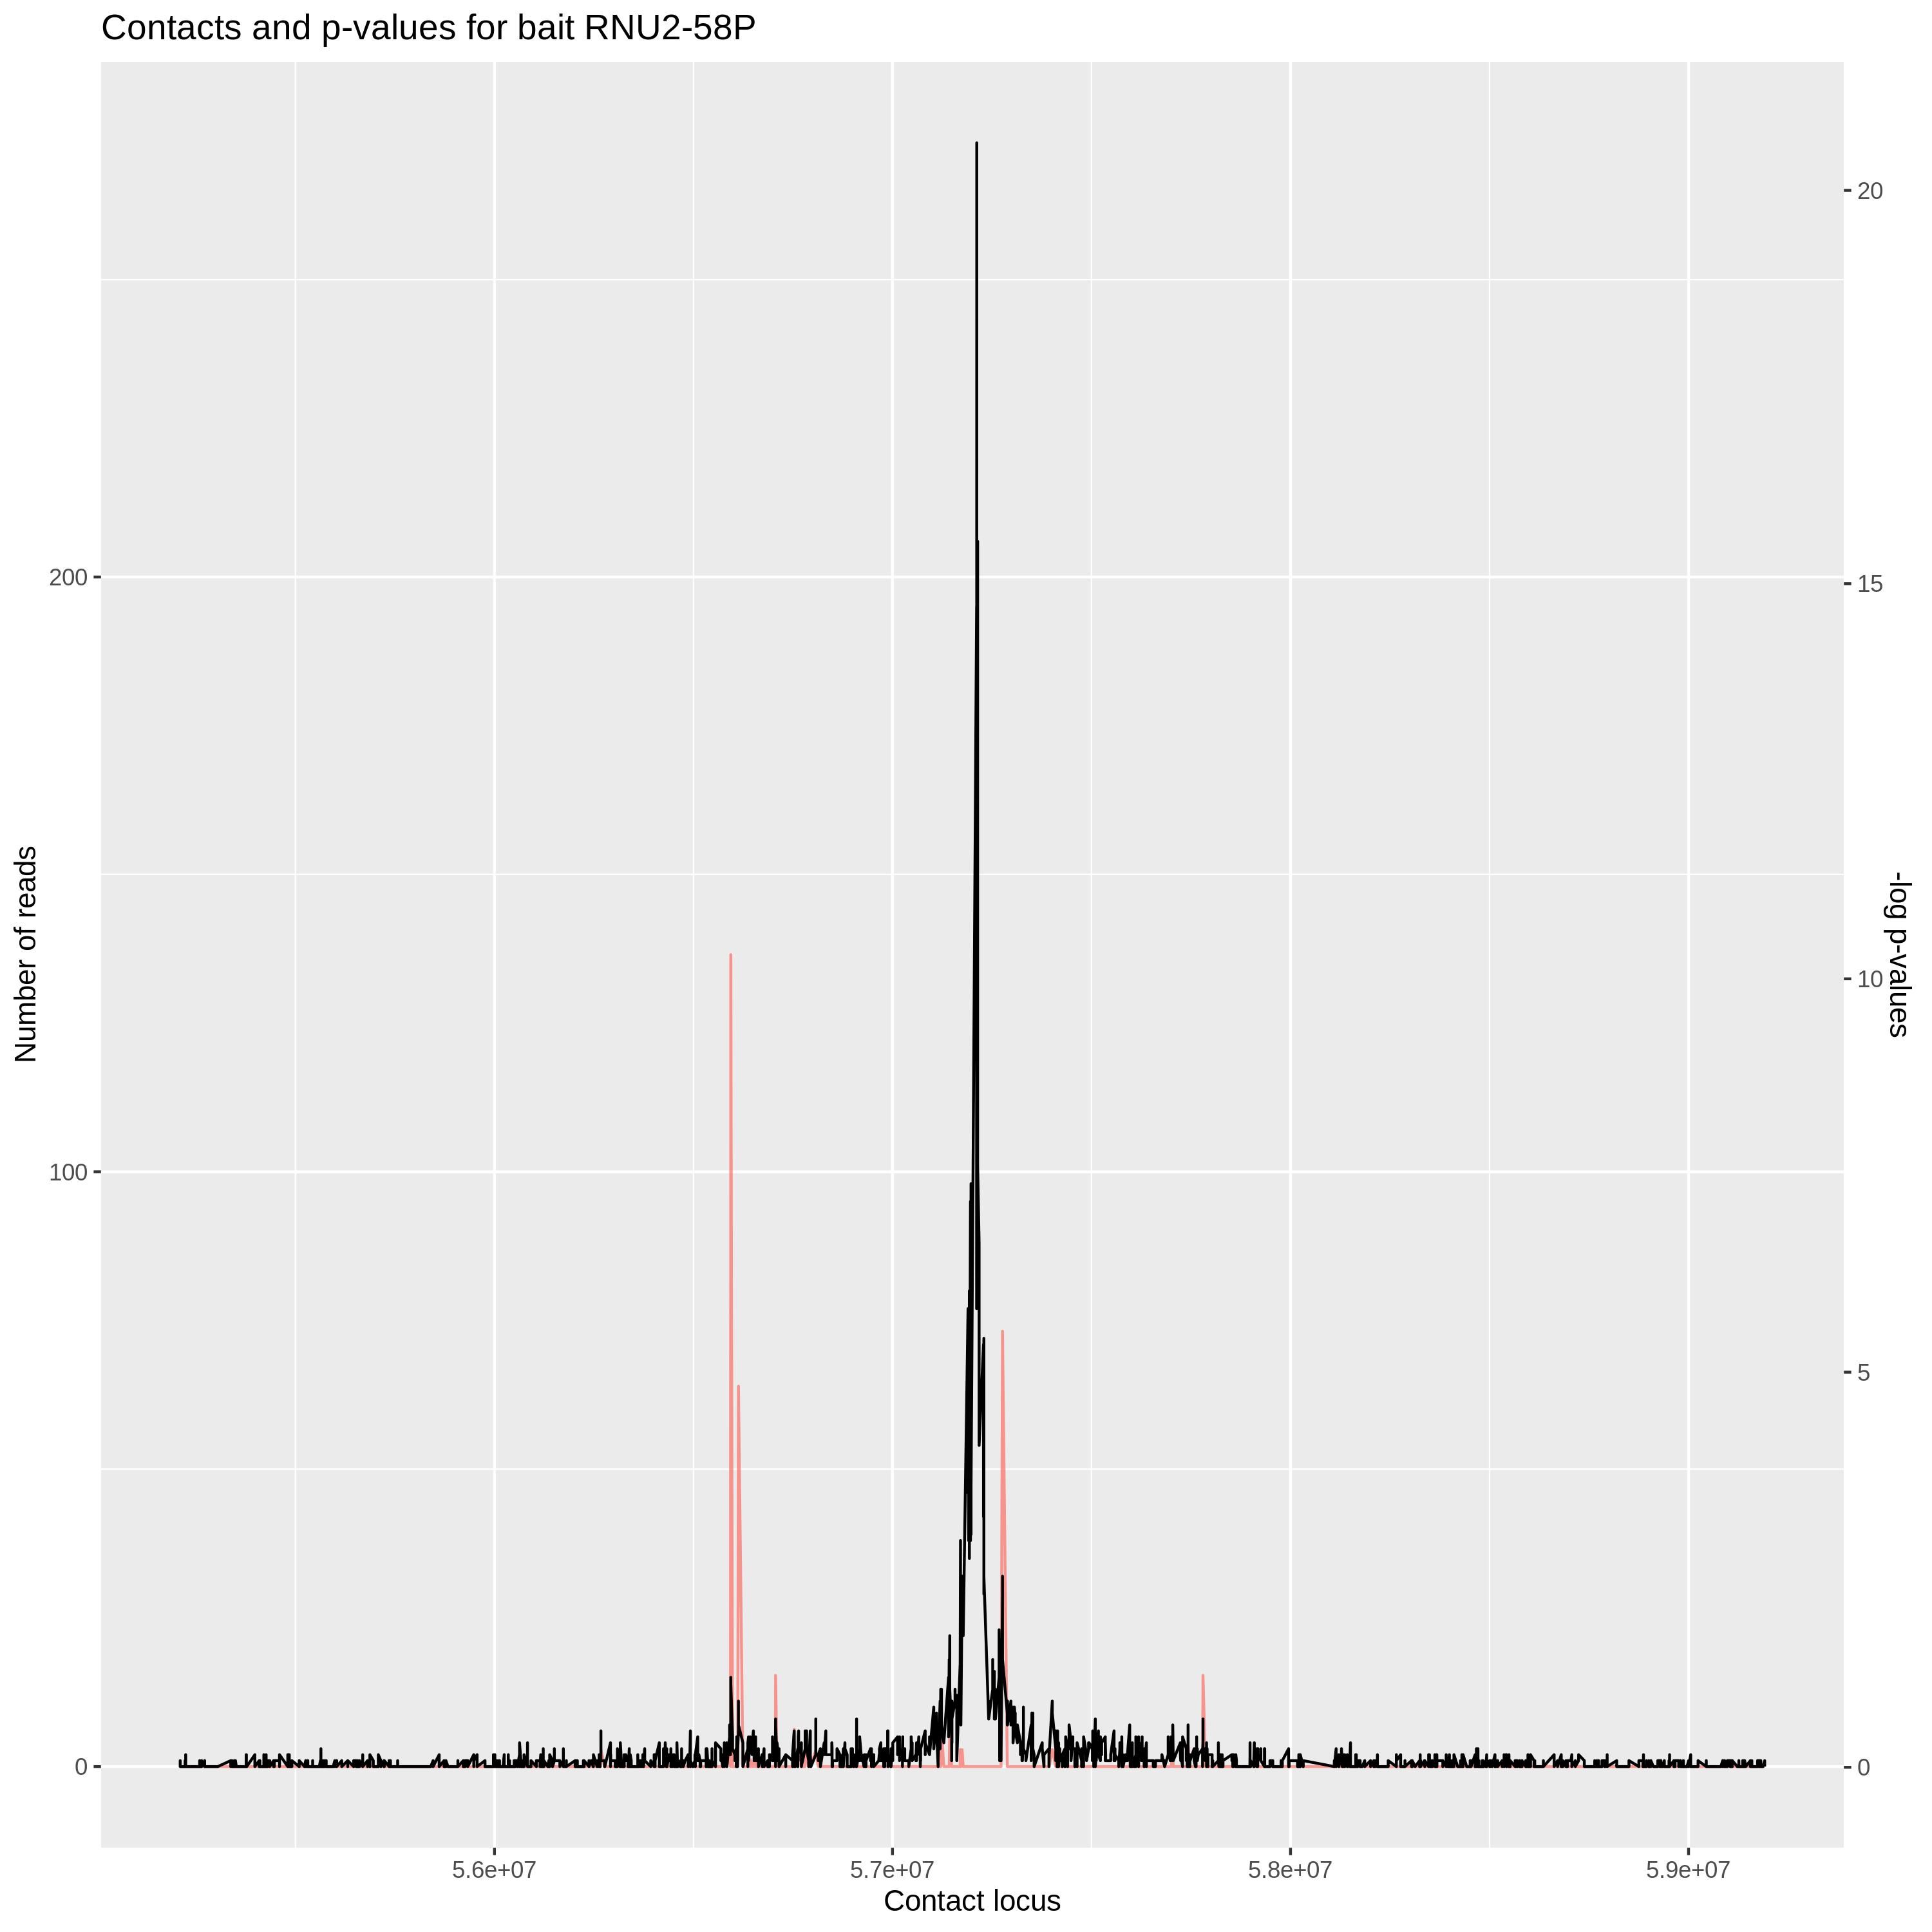 Contacts and p-values for bait RNU2-58P
Number of reads
200
100
0
20
15
10
5
0
-log p-values
5.6e+07 5.7e+07 5.8e+07 5.9e+07
Contact locus